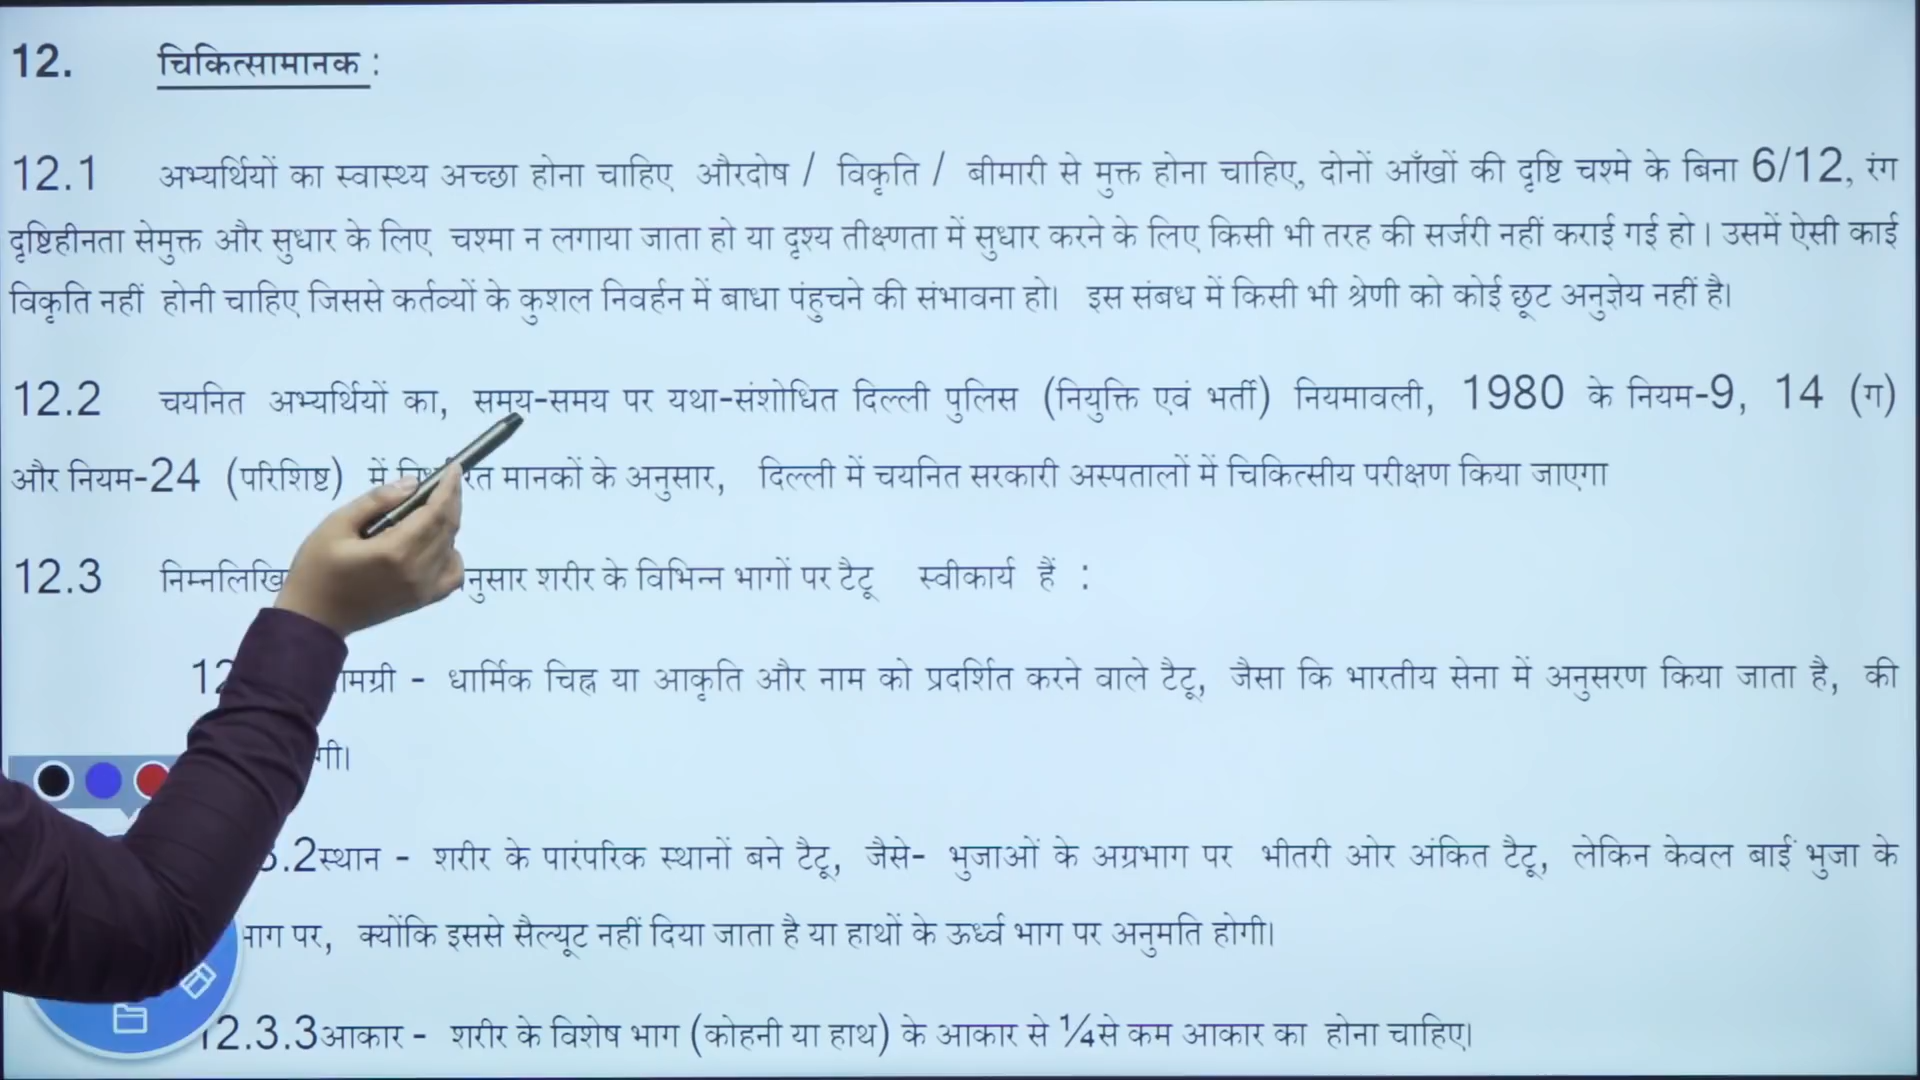 12. चिकित्सामानक :
12.1 अभ्यर्थियों का स्वास्थ्य अच्छा होना चाहिए औरदोष / विकृति / बीमारी से मुक्त होना चाहिए, दोनों आँखों की दृष्टि चश्मे के बिना 6/12, रंग
दृष्टिहीनता सेमुक्त और सुधार के लिए चश्मा न लगाया जाता हो या दृश्य तीक्ष्णता में सुधार करने के लिए किसी भी तरह की सर्जरी नहीं कराई गई हो। उसमें ऐसी काई
विकृति नहीं होनी चाहिए जिससे कर्तव्यों के कुशल निवर्हन में बाधा पंहुचने की संभावना हो। इस संबध में किसी भी श्रेणी को कोई छूट अनुज्ञेय नहीं है।
12.2 चयनित अभ्यर्थियों का, समय-समय पर यथा-संशोधित दिल्ली पुलिस (नियुक्ति एवं भर्ती) नियमावली, 1980 के नियम-9, 14 (ग)
और नियम-24 (परिशिष्ट) में मानकों के अनुसार, दिल्ली में चयनित सरकारी अस्पतालों में चिकित्सीय परीक्षण किया जाएगा
12.3 शरीर के विभिन्न भागों पर टैटू स्वीकार्य हैं :
- धार्मिक चिह्न या आकृति और नाम को प्रदर्शित करने वाले टैटू, जैसा कि भारतीय सेना में अनुसरण किया जाता है, की
.2स्थान - शरीर के पारंपरिक स्थानों बने टैटू, जैसे- भुजाओं के अग्रभाग पर भीतरी ओर अंकित टैटू, लेकिन केवल बाईं भुजा के
पर, क्योंकि इससे सैल्यूट नहीं दिया जाता है या हाथों के ऊर्ध्व भाग पर अनुमति होगी।
12.3.3आकार - शरीर के विशेष भाग (कोहनी या हाथ) के आकार से ¼से कम आकार का होना चाहिए।